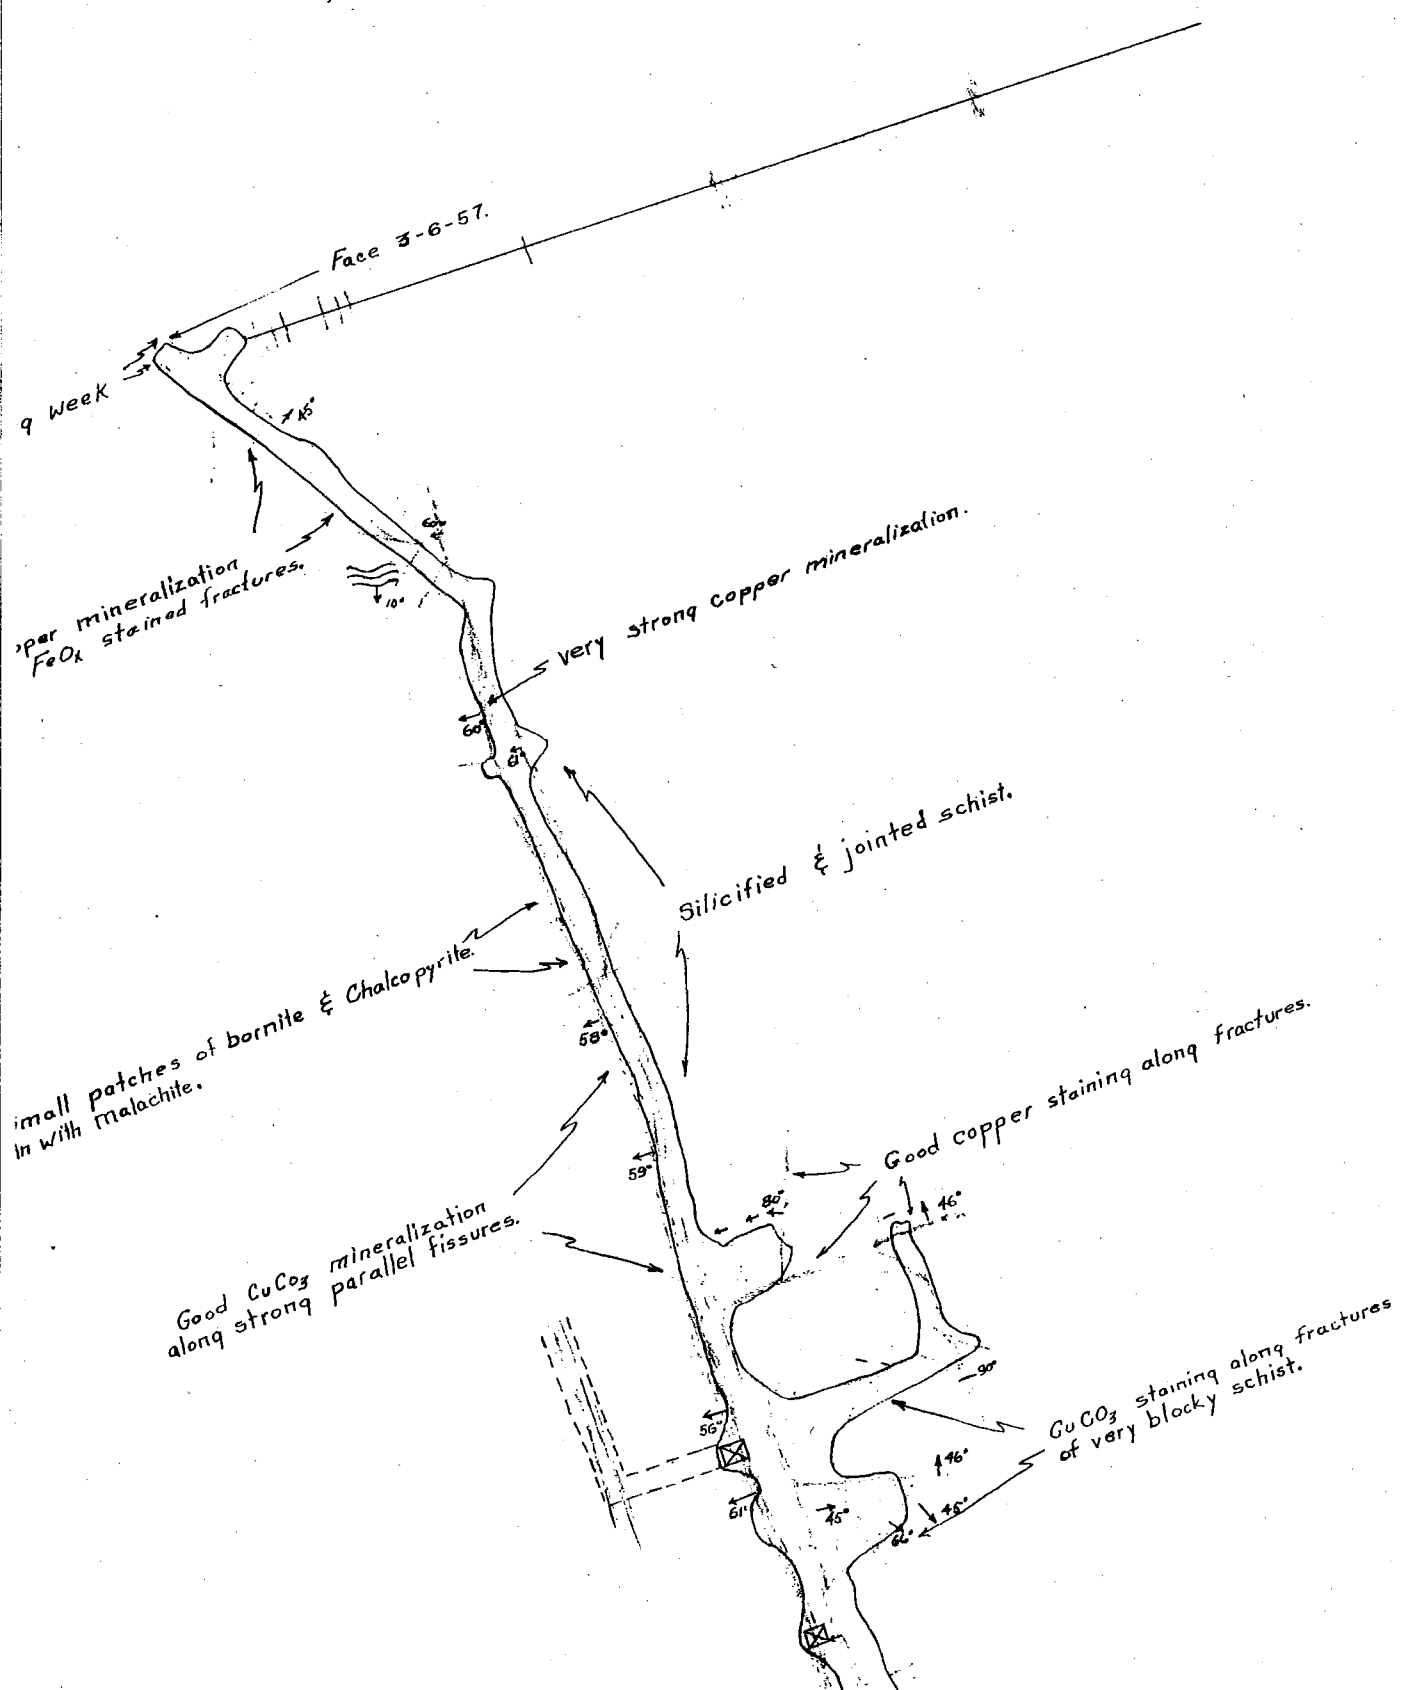 Face 3-6-57.
9 week
45°
60°
10°
per mineralization
FeOx stained fractures.
very strong copper mineralization.
60°
61°
Silicified & jointed schist.
mall patches of bornite & Chalcopyrite.
In with malachite.
58°
59°
Good copper staining along fractures.
80°
46°
Good CuCo3 mineralization
along strong parallel fissures.
90°
CuCO3 staining along fractures
of very blocky schist.
56°
46°
61°
45°
45°